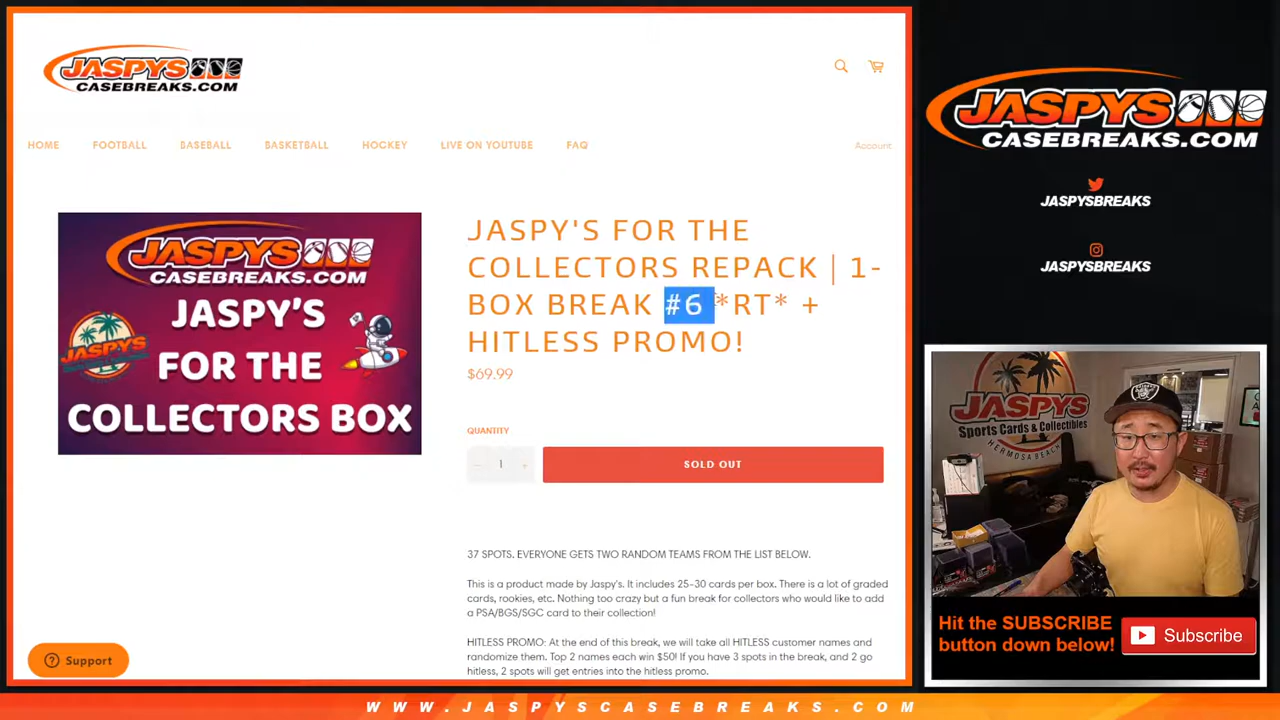 JASPYS
CASEBREAKS.COM
HOME FOOTBALL BASEBALL BASKETBALL HOCKEY LIVE ON YOUTUBE FAQ Account
JASPYS
CASEBREAKS.COM
JASPY'S
FOR THE
COLLECTORS BOX
JASPYS
JASPY'S FOR THE
COLLECTORS REPACK | 1-
BOX BREAK #6 *RT* +
HITLESS PROMO!
$69.99
QUANTITY
− 1 +
SOLD OUT
37 SPOTS. EVERYONE GETS TWO RANDOM TEAMS FROM THE LIST BELOW.
This is a product made by Jaspy's. It includes 25-30 cards per box. There is a lot of graded
cards, rookies, etc. Nothing too crazy but a fun break for collectors who would like to add
a PSA/BGS/SGC card to their collection!
HITLESS PROMO: At the end of this break, we will take all HITLESS customer names and
randomize them. Top 2 names each win $50! If you have 3 spots in the break, and 2 go
hitless, 2 spots will get entries into the hitless promo.
Support
JASPYS
CASEBREAKS.COM
JASPYSBREAKS
JASPYSBREAKS
JASPYS
Sports Cards & Collectibles
HERMOSA BEACH
Hit the SUBSCRIBE
button down below!
Subscribe
WWW.JASPYSCASEBREAKS.COM